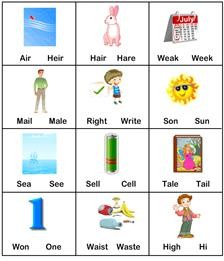 July
Air Heir
Hair Hare
Weak Week
Mail Male
Right Write
Son Sun
Sea See
Sell Cell
Tale Tail
1
Won One
Waist Waste
High Hi